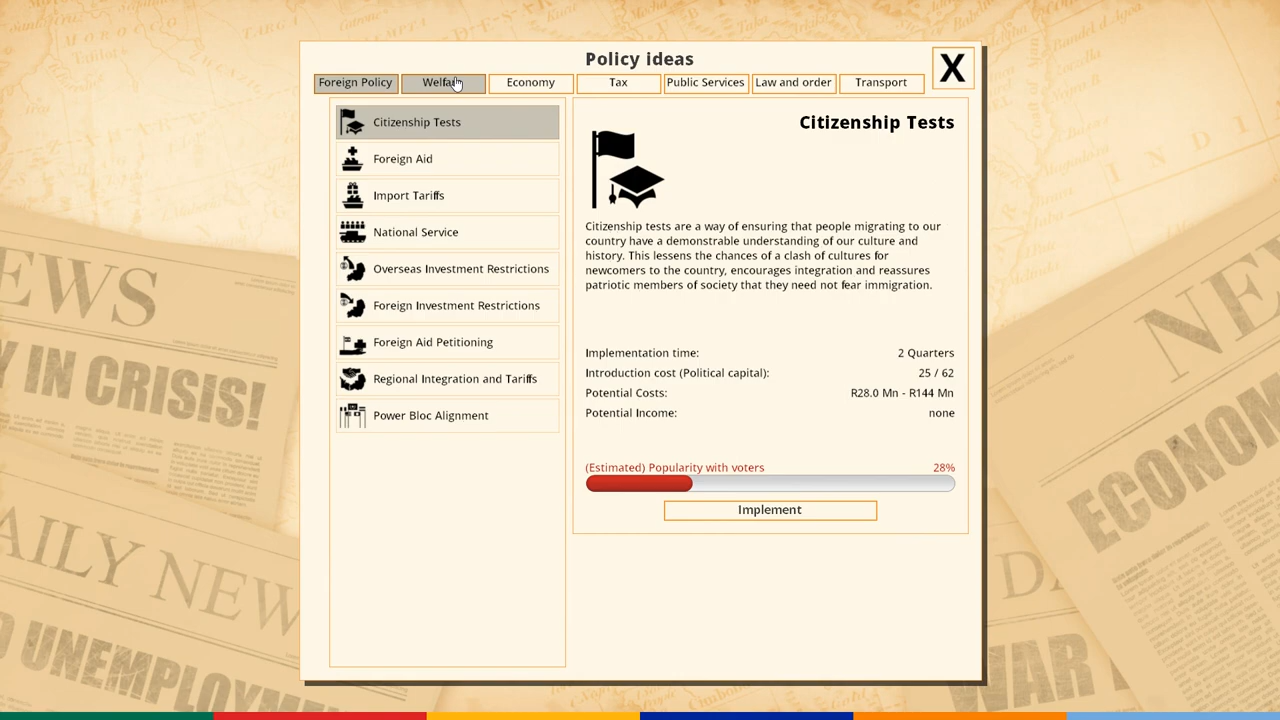 Policy ideas
X
Foreign Policy
Economy
Tax
Public Services
Law and order
Transport
Citizenship Tests
Foreign Aid
Import Tariffs
National Service
Overseas Investment Restrictions
Foreign Investment Restrictions
Foreign Aid Petitioning
Regional Integration and Tariffs
Power Bloc Alignment
Citizenship Tests
Citizenship tests are a way of ensuring that people migrating to our
country have a demonstrable understanding of our culture and
history. This lessens the chances of a clash of cultures for
newcomers to the country, encourages integration and reassures
patriotic members of society that they need not fear immigration.
Implementation time: 2 Quarters
Introduction cost (Political capital): 25 / 62
Potential Costs: R28.0 Mn - R144 Mn
Potential Income: none
(Estimated) Popularity with voters 28%
Implement
EWS
Y IN CRISIS!
AILY NEW
UNEMPLOYM
NE
ECONOM
WAR